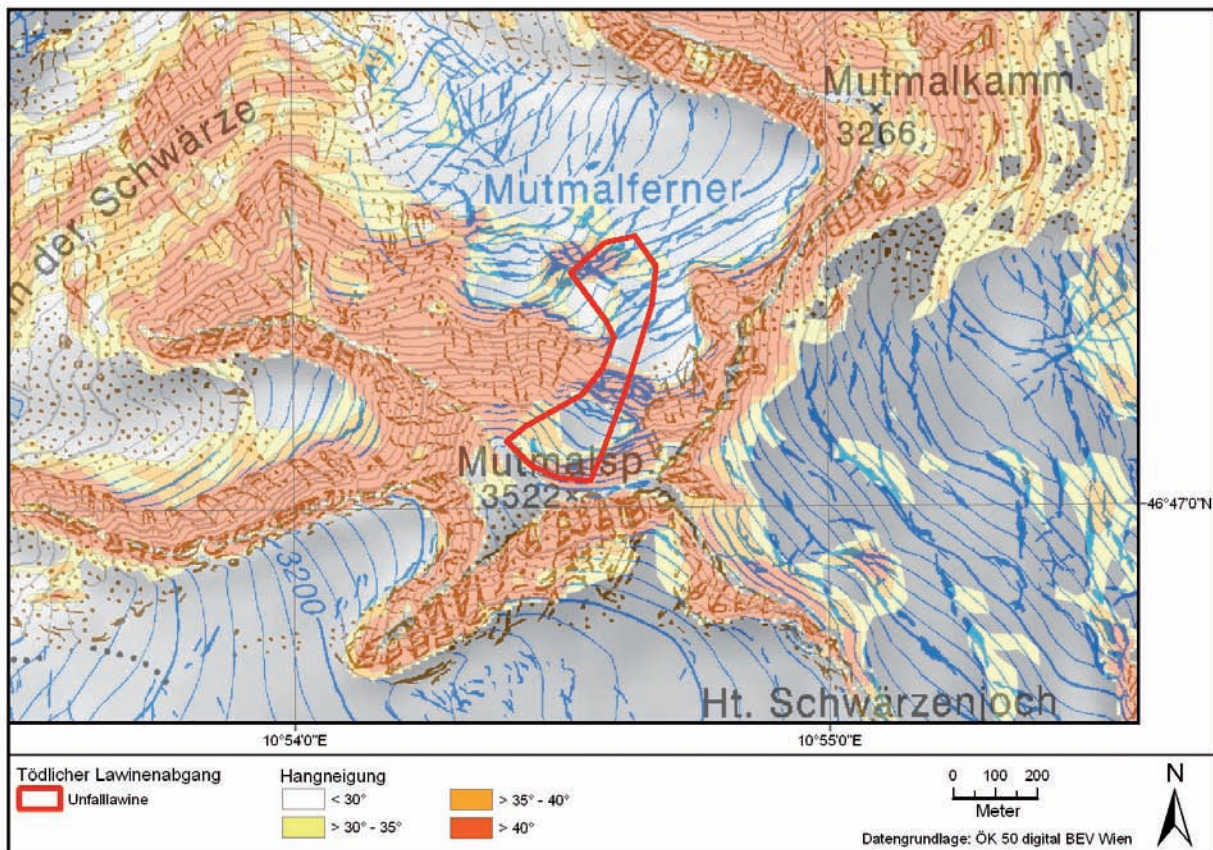 Mutmalkamm
3266
n der Schwärze
Mutmalferner
Mutmalsp.
3522
46°47'0"N
3200
Ht. Schwärzenjoch
10°54'0"E
10°55'0"E
Tödlicher Lawinenabgang
Unfalllawine
Hangneigung
< 30°
> 30° - 35°
> 35° - 40°
> 40°
0 100 200
Meter
N
Datengrundlage: ÖK 50 digital BEV Wien